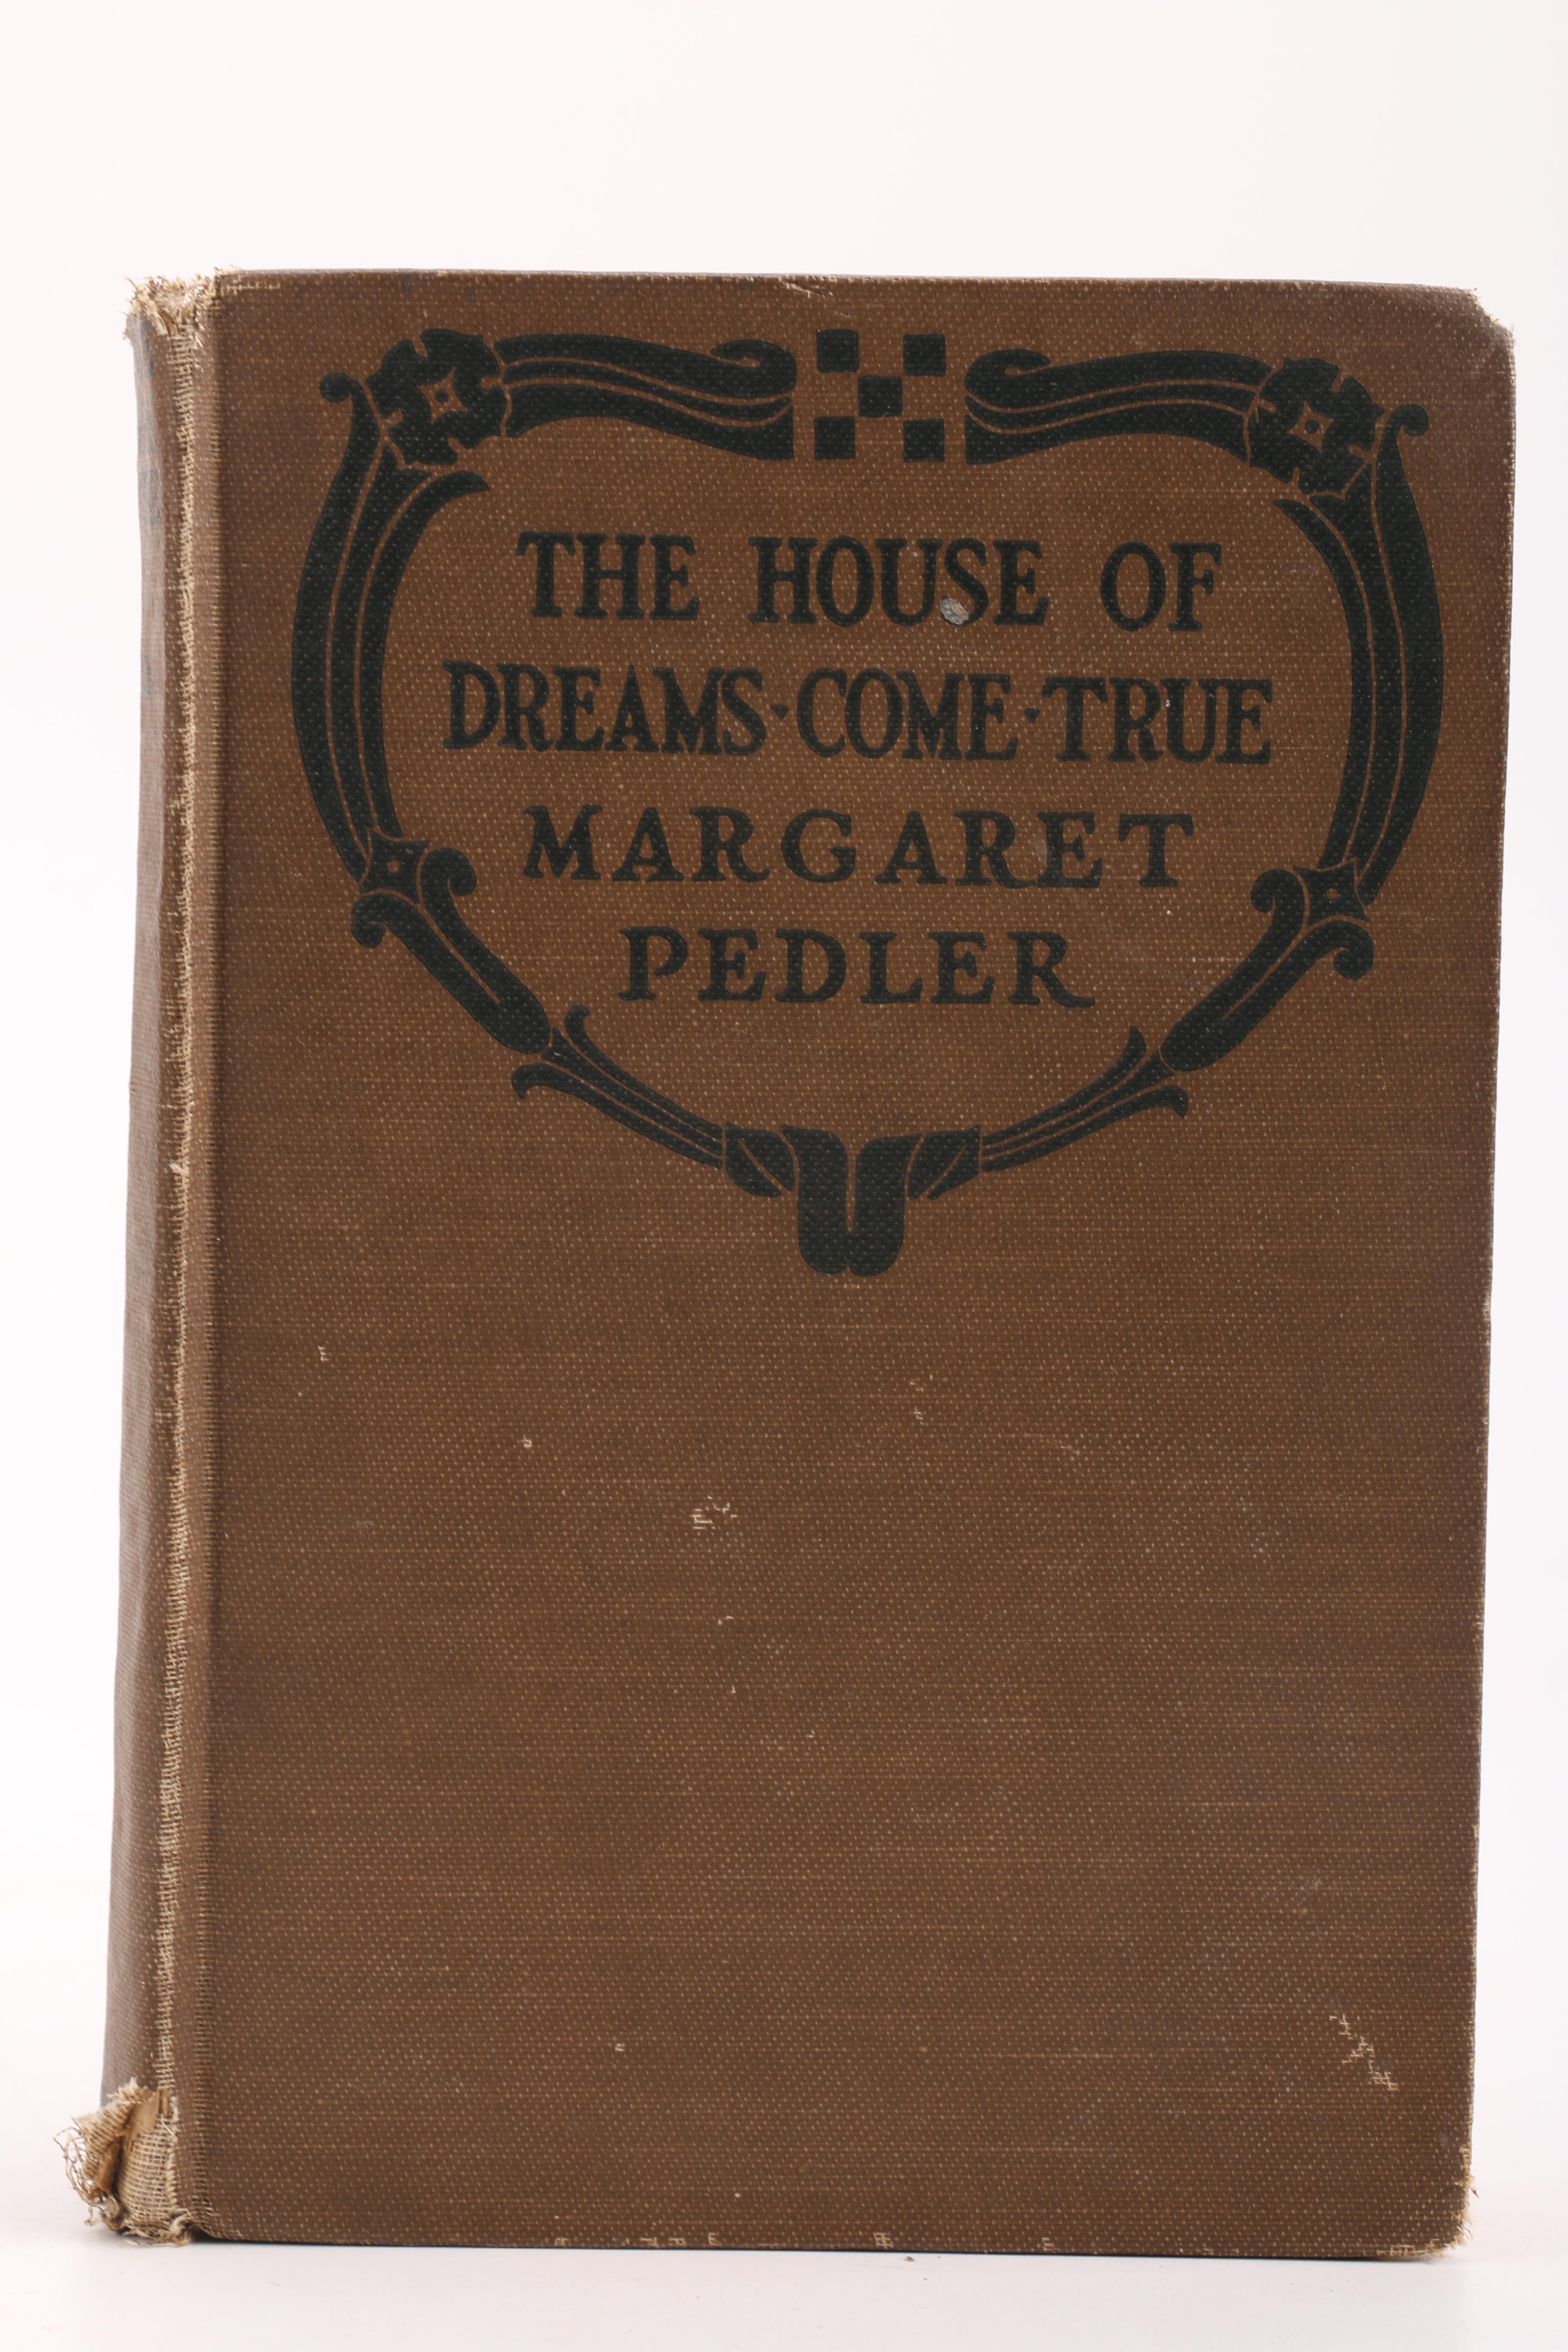 THE HOUSE OF
DREAMS·COME·TRUE
MARGARET
PEDLER